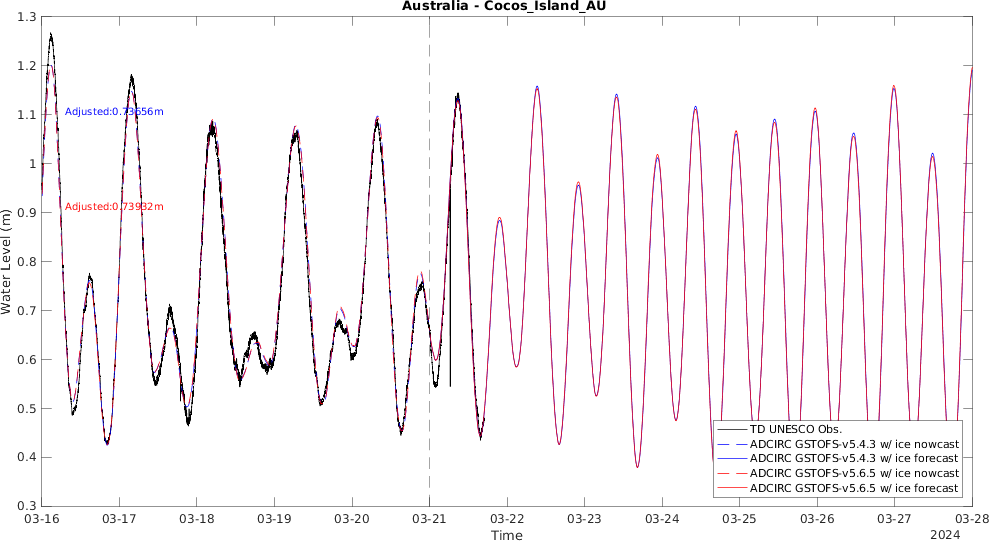 Australia - Cocos_Island_AU
1.3
1.2
1.1
1
0.9
0.8
0.7
0.6
0.5
0.4
0.3
Water Level (m)
Adjusted:0.73656m
Adjusted:0.73932m
TD UNESCO Obs.
ADCIRC GSTOFS-v5.4.3 w/ ice nowcast
ADCIRC GSTOFS-v5.4.3 w/ ice forecast
ADCIRC GSTOFS-v5.6.5 w/ ice nowcast
ADCIRC GSTOFS-v5.6.5 w/ ice forecast
03-16 03-17 03-18 03-19 03-20 03-21 03-22 03-23 03-24 03-25 03-26 03-27 03-28
Time
2024